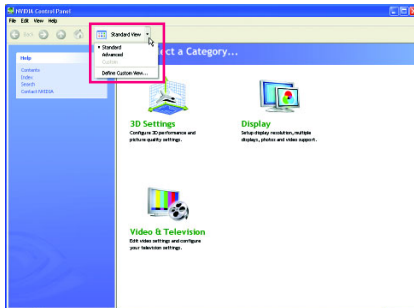 NVIDIA Control Panel
File Edit View Help
Back
Standard View
Standard
Advanced
Custom
Define Custom View...
ct a Category...
Help
Contents
Index
Search
Contact NVIDIA
3D Settings
Configure 3D performance and
picture quality settings.
Display
Setup display resolution, multiple
displays, photos and video support.
Video & Television
Edit video settings and configure
your television settings.